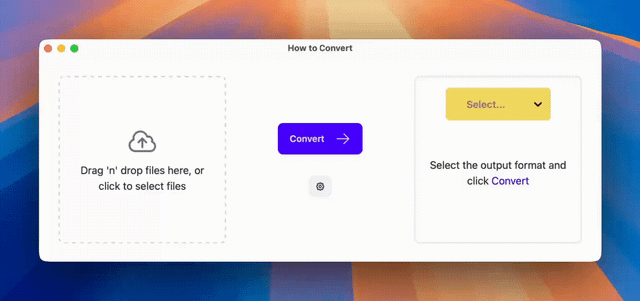 How to Convert
Drag 'n' drop files here, or
click to select files
Convert
Select...
Select the output format and
click Convert